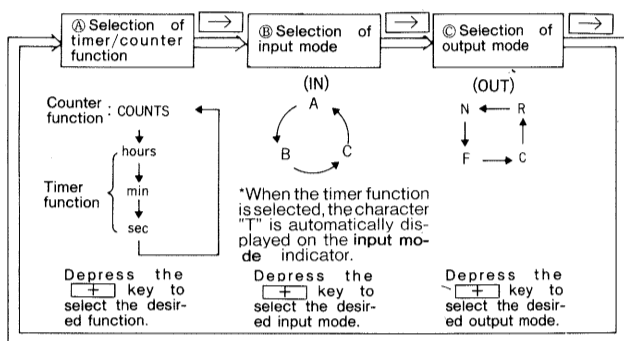 Ⓐ Selection of
timer/counter
function
→
Ⓑ Selection of
input mode
→
Ⓒ Selection of
output mode
→
Counter
function : COUNTS
hours
Timer
function
min
sec
(IN)
A
B
C
*When the timer function
is selected, the character
"T" is automatically dis-
played on the input mo-
de indicator.
(OUT)
N
R
F
C
Depress the
+ key to
select the desir-
ed function.
Depress the
+ key to
select the desir-
ed input mode.
Depress the
+ key to
select the desir-
ed output mode.